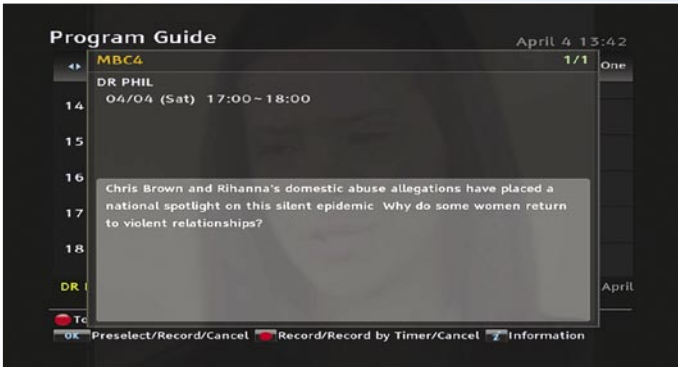 Program Guide
April 4 13:42
MBC4
1/1
One
DR PHIL
04/04 (Sat) 17:00~18:00
14
15
16
17
18
Chris Brown and Rihanna's domestic abuse allegations have placed a
national spotlight on this silent epidemic Why do some women return
to violent relationships?
DR
April
To
OK Preselect/Record/Cancel Record/Record by Timer/Cancel i Information